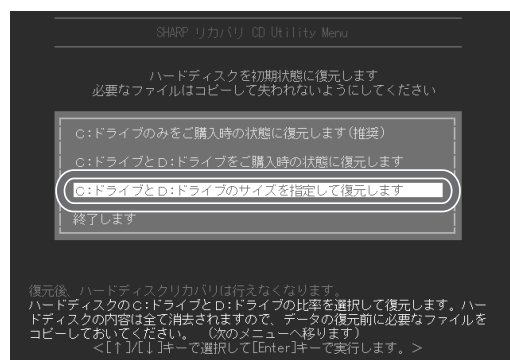 SHARP リカバリ CD Utility Menu
ハードディスクを初期状態に復元します
必要なファイルはコピーして失われないようにしてください
C:ドライブのみをご購入時の状態に復元します(推奨)
C:ドライブとD:ドライブをご購入時の状態に復元します
C:ドライブとD:ドライブのサイズを指定して復元します
終了します
復元後、ハードディスクリカバリは行えなくなります。
ハードディスクのC:ドライブとD:ドライブの比率を選択して復元します。ハー
ドディスクの内容は全て消去されますので、データの復元前に必要なファイルを
コピーしておいてください。 (次のメニューへ移ります)
<[↑]/[↓]キーで選択して[Enter]キーで実行します。>